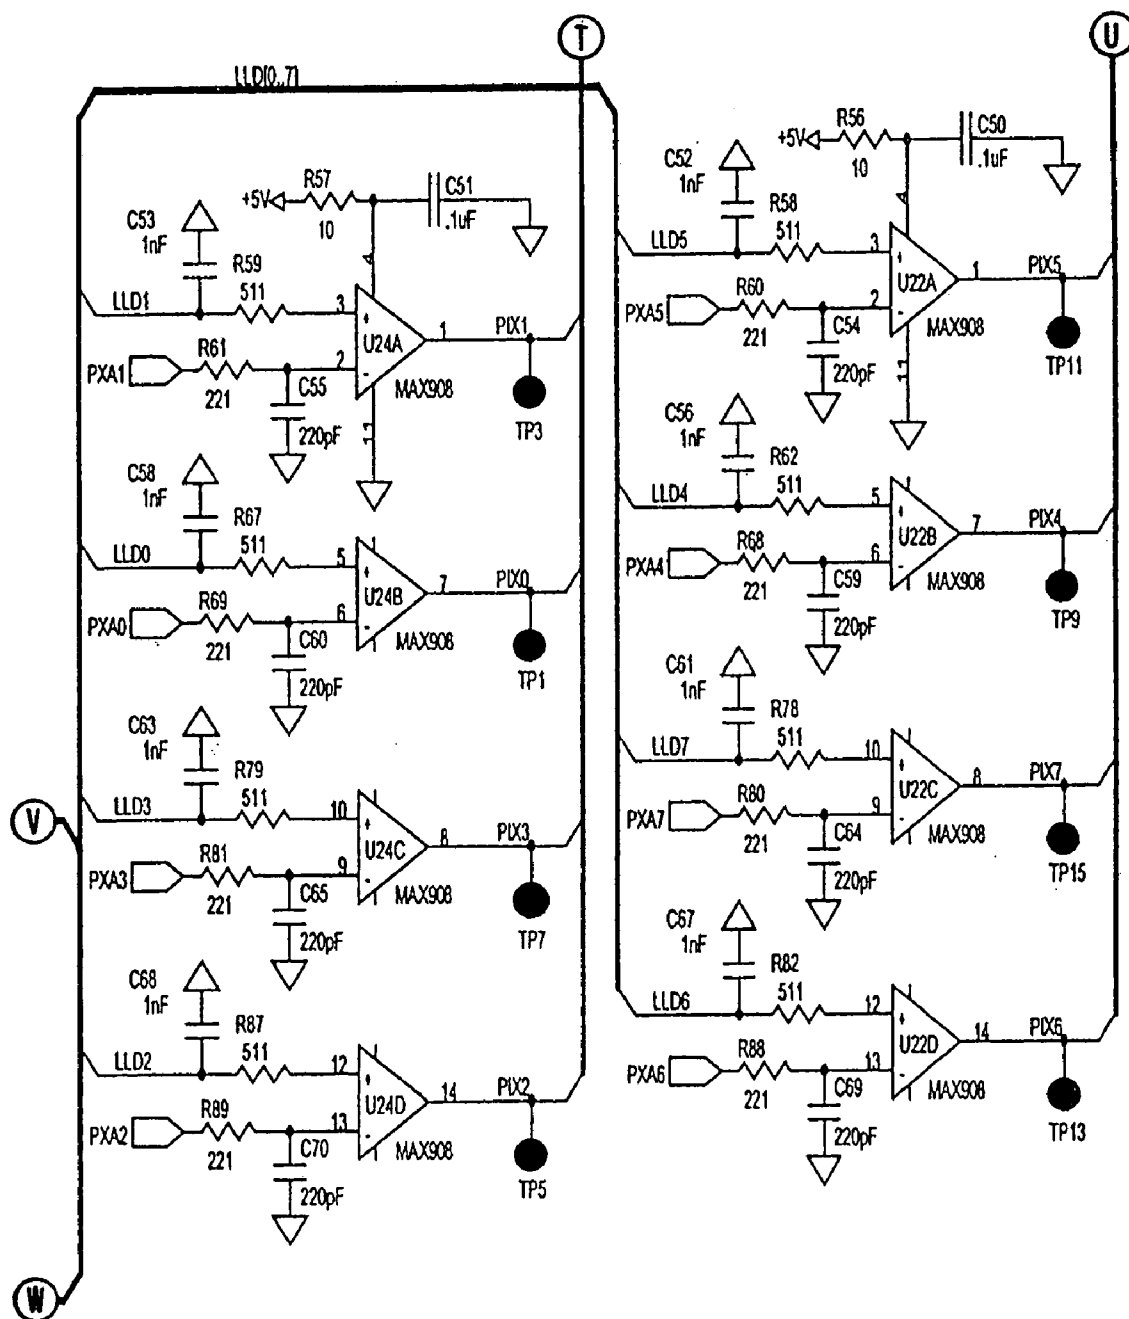 T
U
LLD[0..7]
+5V
R57
10
C51
.1uF
C53
1nF
R59
511
LLD1
3
+
4
U24A
1
PIX1
MAX908
2
-
11
PXA1
R61
221
C55
220pF
TP3
C58
1nF
R67
511
LLD0
5
+
U24B
7
PIX0
MAX908
6
-
PXA0
R69
221
C60
220pF
TP1
C63
1nF
R79
511
LLD3
10
+
U24C
8
PIX3
MAX908
9
-
PXA3
R81
221
C65
220pF
TP7
C68
1nF
R87
511
LLD2
12
+
U24D
14
PIX2
MAX908
13
-
PXA2
R89
221
C70
220pF
TP5
V
W
+5V
R56
10
C50
.1uF
C52
1nF
R58
511
LLD5
3
+
4
U22A
1
PIX5
MAX908
2
-
11
PXA5
R60
221
C54
220pF
TP11
C56
1nF
R62
511
LLD4
5
+
U22B
7
PIX4
MAX908
6
-
PXA4
R68
221
C59
220pF
TP9
C61
1nF
R78
511
LLD7
10
+
U22C
8
PIX7
MAX908
9
-
PXA7
R80
221
C64
220pF
TP15
C67
1nF
R82
511
LLD6
12
+
U22D
14
PIX6
MAX908
13
-
PXA6
R88
221
C69
220pF
TP13